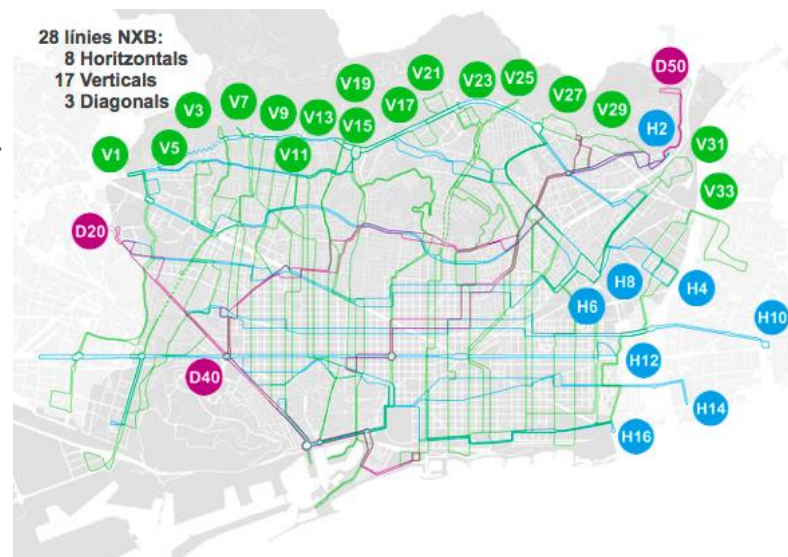 28 línies NXB:
8 Horitzontals
17 Verticals
3 Diagonals
V1
V5
V3
V7
V9
V11
V13
V15
V19
V17
V21
V23
V25
V27
V29
H2
D50
V31
V33
D20
H6
H8
H4
H10
D40
H12
H14
H16